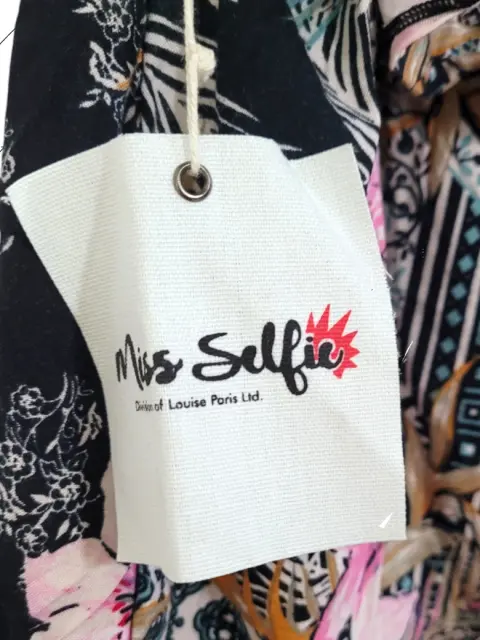 Miss Selfie
Division of Louise Paris Ltd.